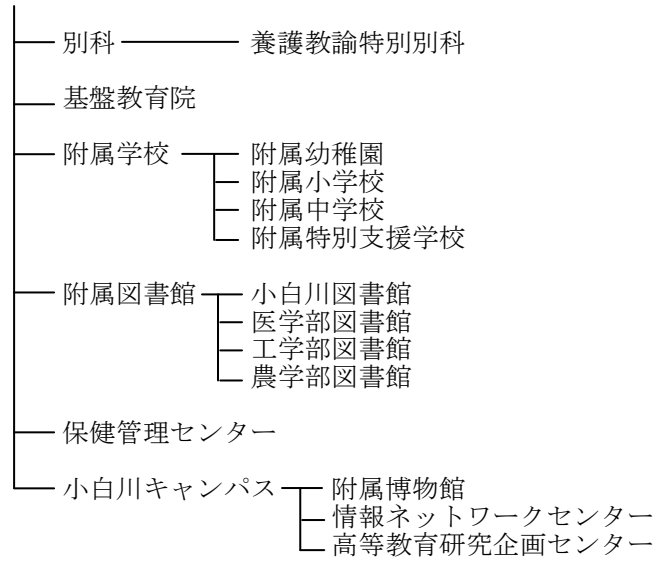 別科 養護教諭特別別科
基盤教育院
附属学校 附属幼稚園
附属小学校
附属中学校
附属特別支援学校
附属図書館 小白川図書館
医学部図書館
工学部図書館
農学部図書館
保健管理センター
小白川キャンパス 附属博物館
情報ネットワークセンター
高等教育研究企画センター